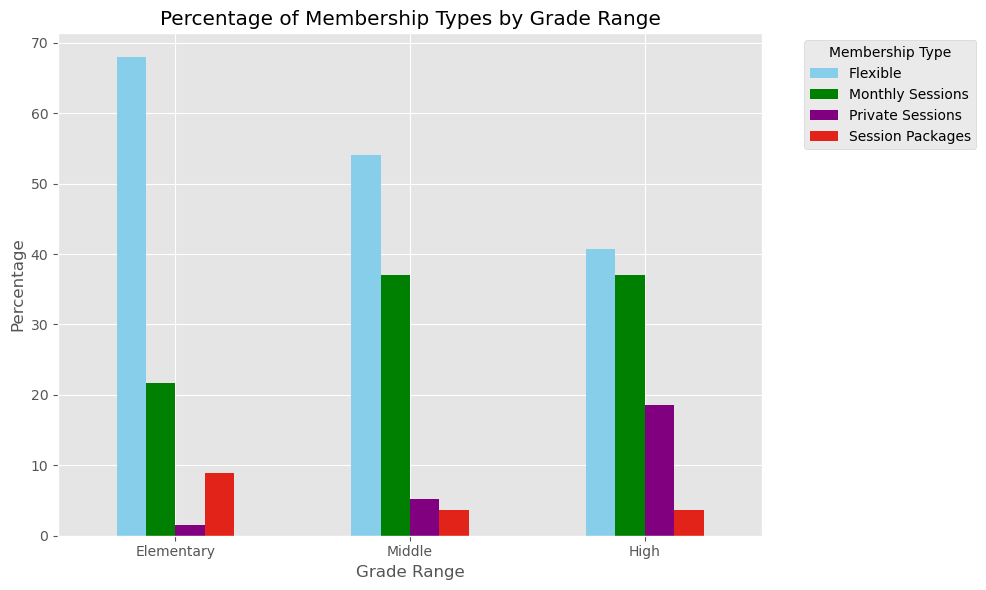 Percentage of Membership Types by Grade Range
Membership Type
Flexible
Monthly Sessions
Private Sessions
Session Packages
Percentage
70
60
50
40
30
20
10
0
Elementary
Middle
High
Grade Range